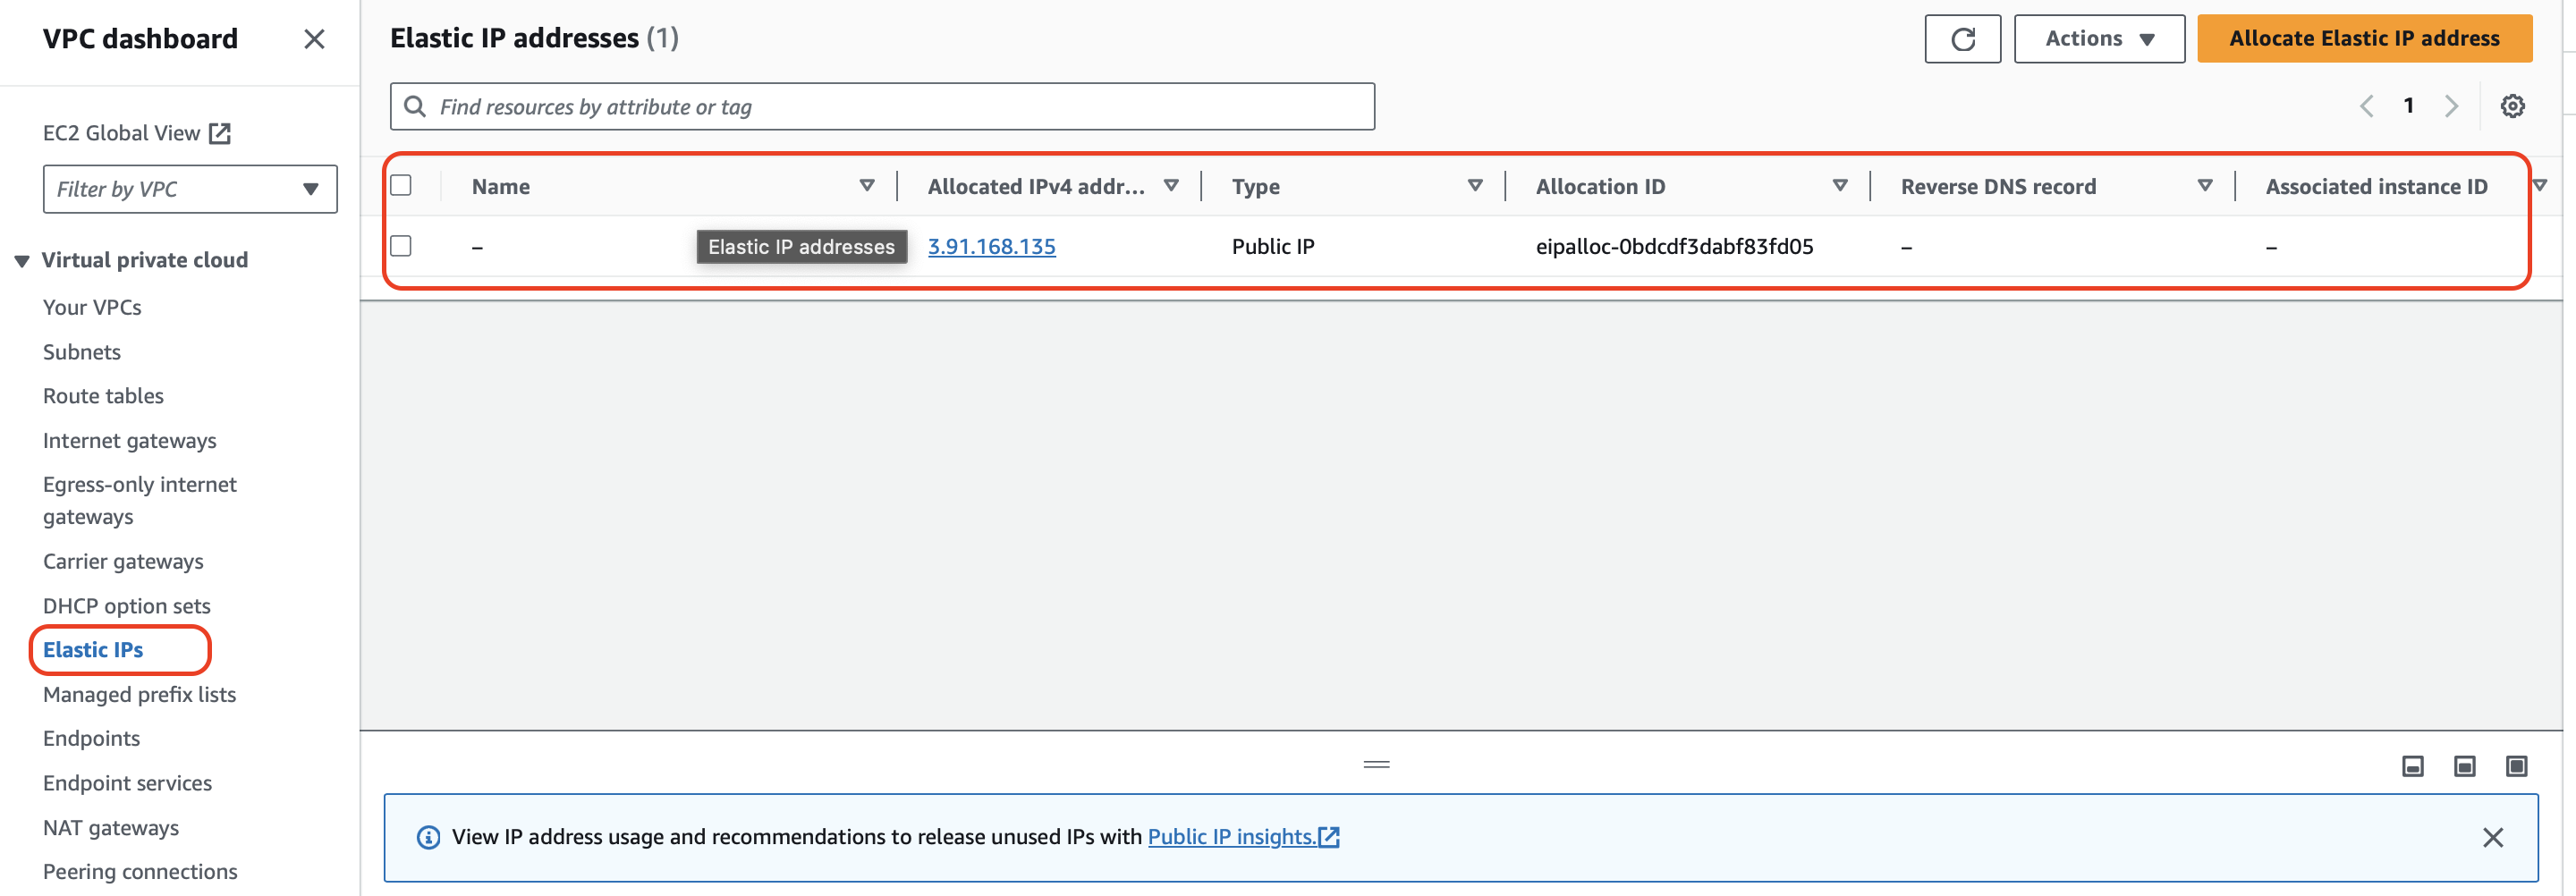 VPC dashboard
EC2 Global View
Filter by VPC
Virtual private cloud
Your VPCs
Subnets
Route tables
Internet gateways
Egress-only internet
gateways
Carrier gateways
DHCP option sets
Elastic IPs
Managed prefix lists
Endpoints
Endpoint services
NAT gateways
Peering connections
Elastic IP addresses (1)
Actions
Allocate Elastic IP address
Find resources by attribute or tag
1
Name Allocated IPv4 addr... Type Allocation ID Reverse DNS record Associated instance ID
– Elastic IP addresses 3.91.168.135 Public IP eipalloc-0bdcdf3dabf83fd05 – –
View IP address usage and recommendations to release unused IPs with Public IP insights.